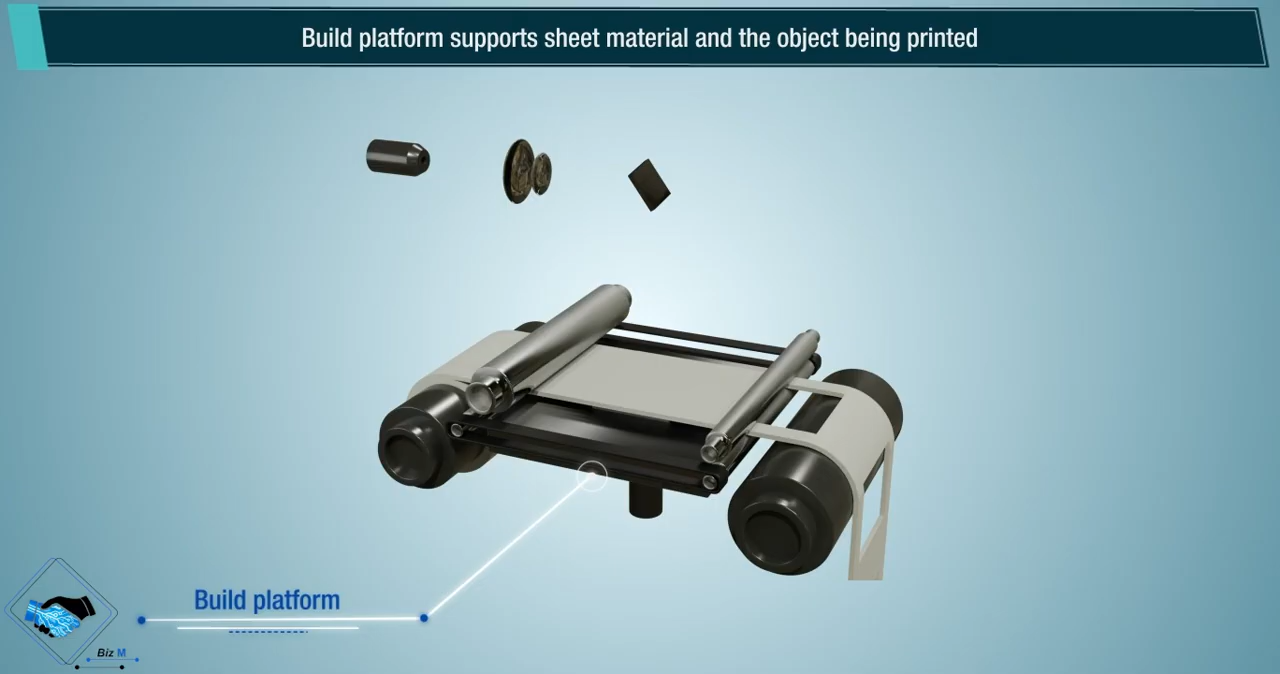 Build platform supports sheet material and the object being printed
Build platform
Biz M